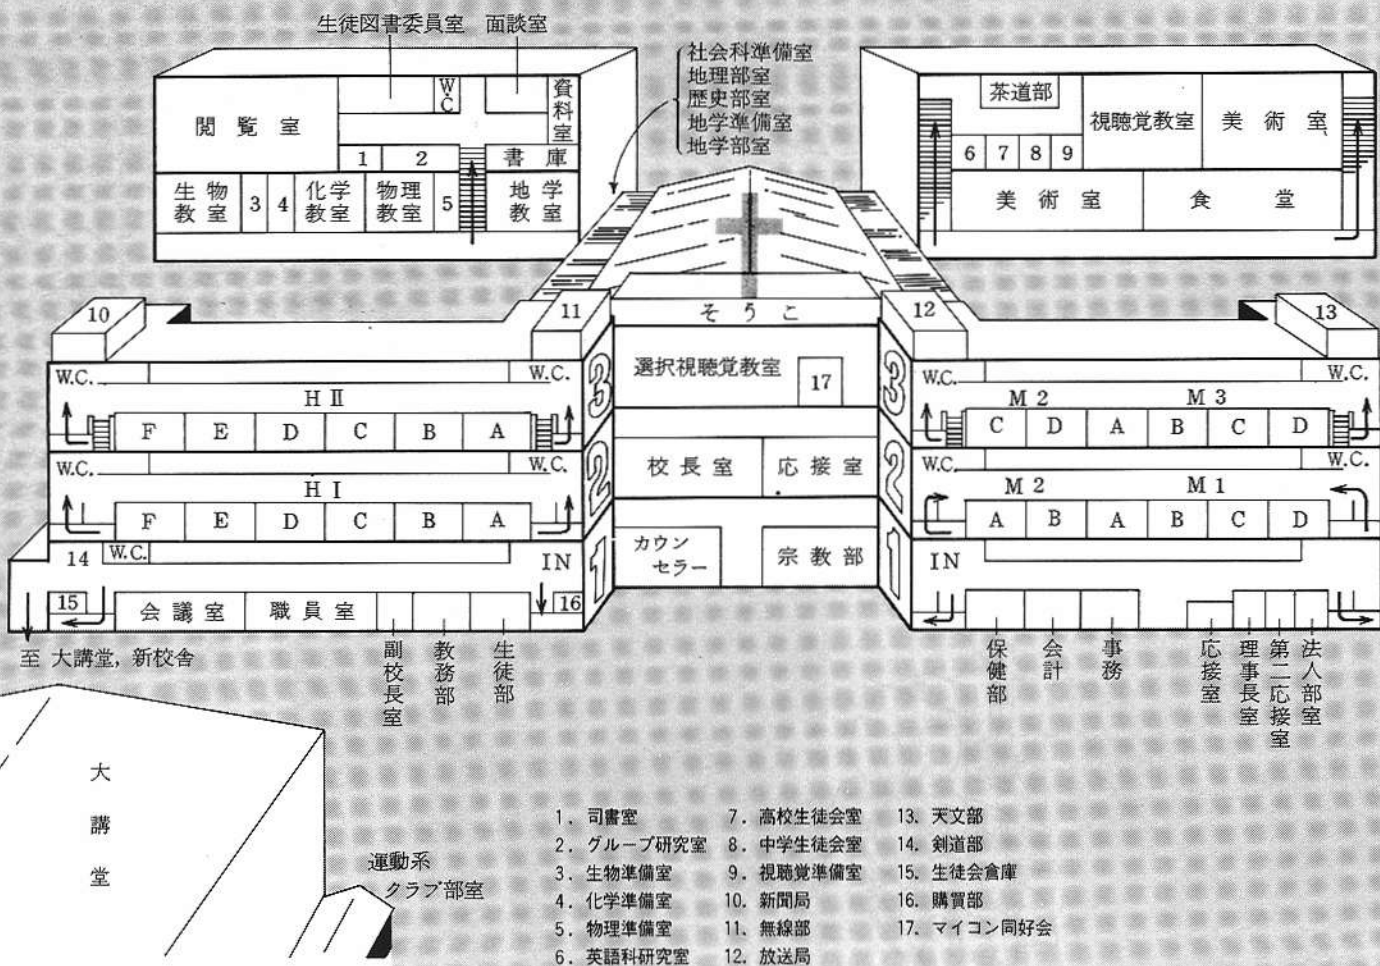 生徒図書委員室 面談室
閲覧室
WC
資料室
1 2 書庫
生物教室 3 4 化学教室 物理教室 5 地学教室
社会科準備室
地理部室
歴史部室
地学準備室
地学部室
茶道部
6 7 8 9
視聴覚教室 美術室
美術室 食堂
10 11 そうこ 12 13
W.C. W.C.
HⅡ
F E D C B A
3
選択視聴覚教室 17
3
W.C. W.C.
M2 M3
C D A B C D
W.C. W.C.
HⅠ
F E D C B A
2
校長室 応接室
2
W.C. W.C.
M2 M1
A B A B C D
14 W.C. IN
15 会議室 職員室 16
1
カウンセラー 宗教部
1
IN
至 大講堂，新校舎
副校長室
教務部
生徒部
保健部
会計
事務
応接室
理事長室
第二応接室
法人部室
大講堂
運動系
クラブ部室
1. 司書室
2. グループ研究室
3. 生物準備室
4. 化学準備室
5. 物理準備室
6. 英語科研究室
7. 高校生徒会室
8. 中学生徒会室
9. 視聴覚準備室
10. 新聞局
11. 無線部
12. 放送局
13. 天文部
14. 剣道部
15. 生徒会倉庫
16. 購買部
17. マイコン同好会